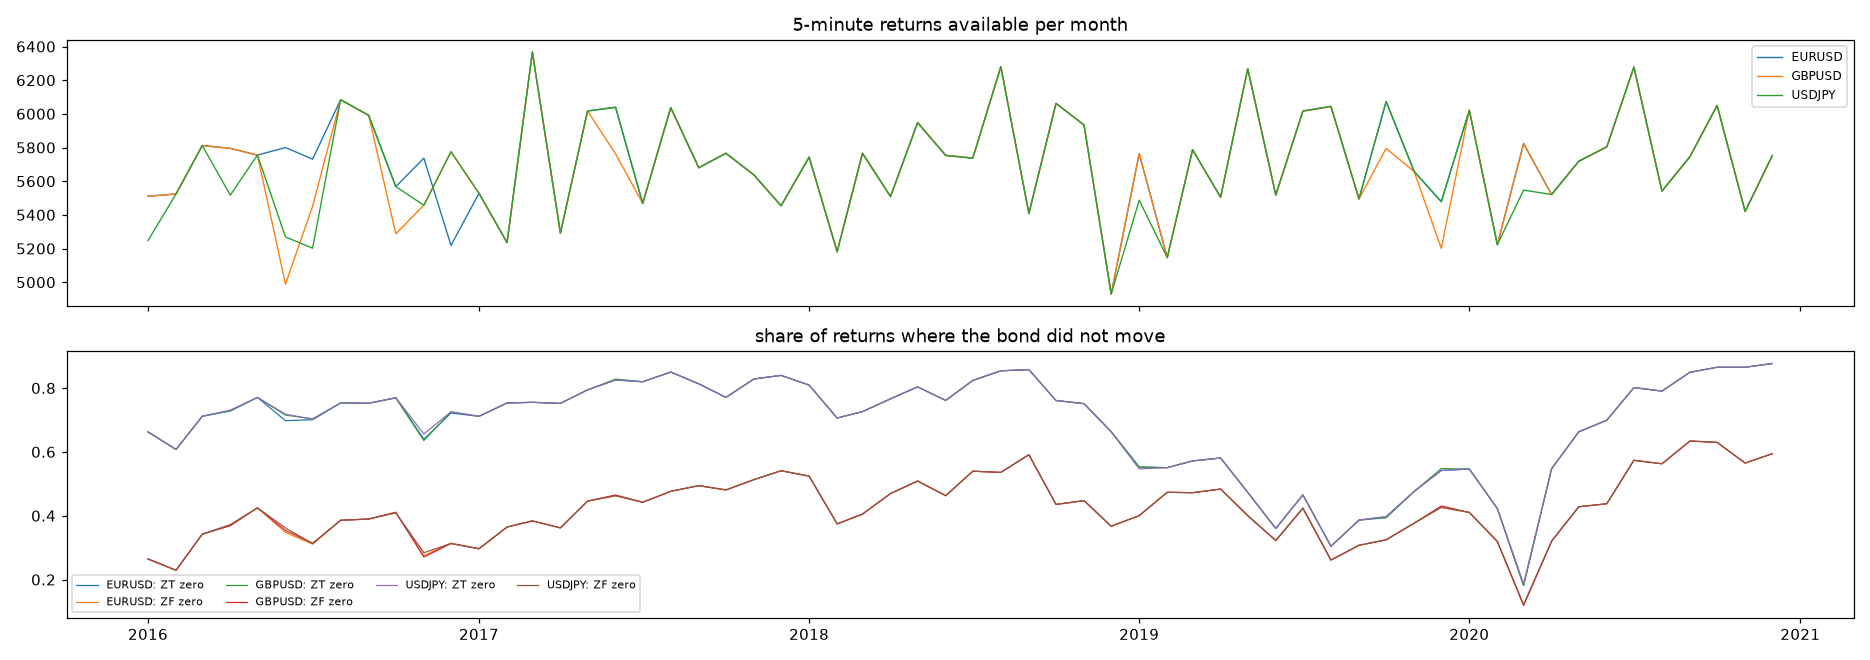 5-minute returns available per month
6400
6200
6000
5800
5600
5400
5200
5000
EURUSD
GBPUSD
USDJPY
share of returns where the bond did not move
0.8
0.6
0.4
0.2
EURUSD: ZT zero GBPUSD: ZT zero USDJPY: ZT zero USDJPY: ZF zero
EURUSD: ZF zero GBPUSD: ZF zero
2016 2017 2018 2019 2020 2021